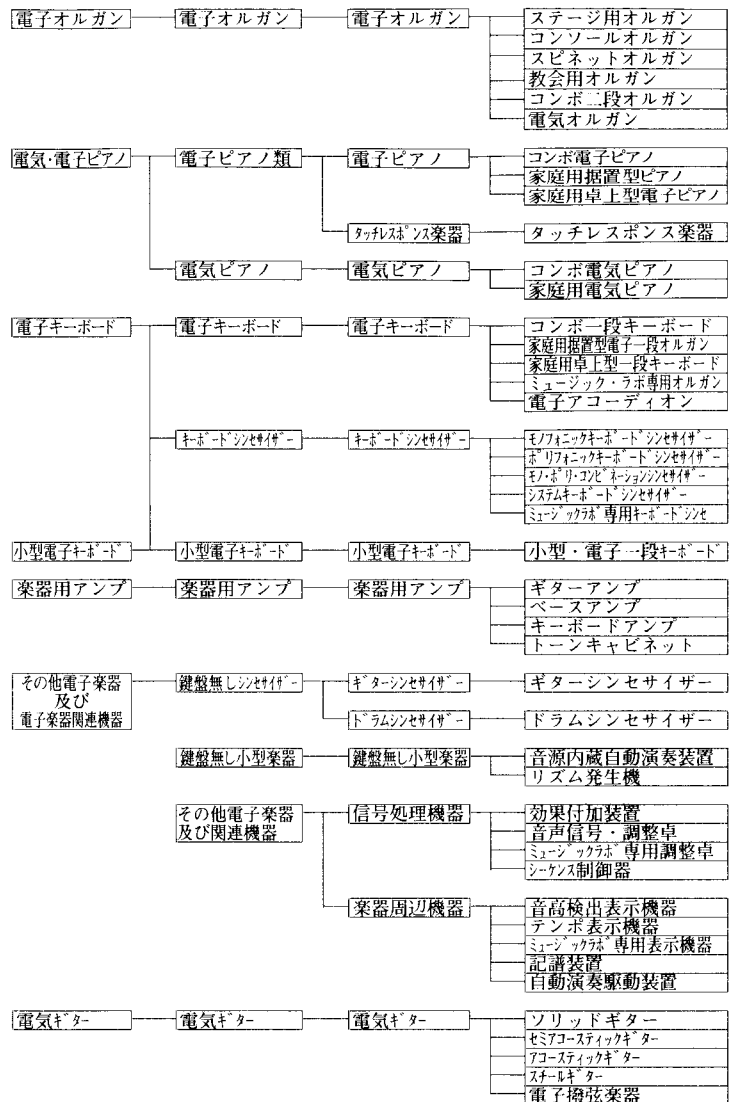 電子オルガン 電子オルガン 電子オルガン ステージ用オルガン
コンソールオルガン
スピネットオルガン
教会用オルガン
コンボ二段オルガン
電気オルガン
電気・電子ピアノ 電子ピアノ類 電子ピアノ コンボ電子ピアノ
家庭用据置型ピアノ
家庭用卓上型電子ピアノ
タッチレスポンス楽器 タッチレスポンス楽器
電気ピアノ 電気ピアノ コンボ電気ピアノ
家庭用電気ピアノ
電子キーボード 電子キーボード 電子キーボード コンボ一段キーボード
家庭用据置型電子一段オルガン
家庭用卓上型一段キーボード
ミュージック・ラボ専用オルガン
電子アコーディオン
キーボードシンセサイザー キーボードシンセサイザー モノフォニックキーボードシンセサイザー
ポリフォニックキーボードシンセサイザー
モノ・ポリ・コンビネーションシンセサイザー
システムキーボードシンセサイザー
ミュージックラボ専用キーボードシンセ
小型電子キーボード 小型電子キーボード 小型電子キーボード 小型・電子一段キーボード
楽器用アンプ 楽器用アンプ 楽器用アンプ ギターアンプ
ベースアンプ
キーボードアンプ
トーンキャビネット
その他電子楽器 鍵盤無しシンセサイザー ギターシンセサイザー ギターシンセサイザー
及び
電子楽器関連機器 ドラムシンセサイザー ドラムシンセサイザー
鍵盤無し小型楽器 鍵盤無し小型楽器 音源内蔵自動演奏装置
リズム発生機
その他電子楽器 信号処理機器 効果付加装置
及び関連機器 音声信号・調整卓
ミュージックラボ専用調整卓
シーケンス制御器
楽器周辺機器 音高検出表示機器
テンポ表示機器
ミュージックラボ専用表示機器
記譜装置
自動演奏駆動装置
電気ギター 電気ギター 電気ギター ソリッドギター
セミアコースティックギター
アコースティックギター
スチールギター
電子撥弦楽器